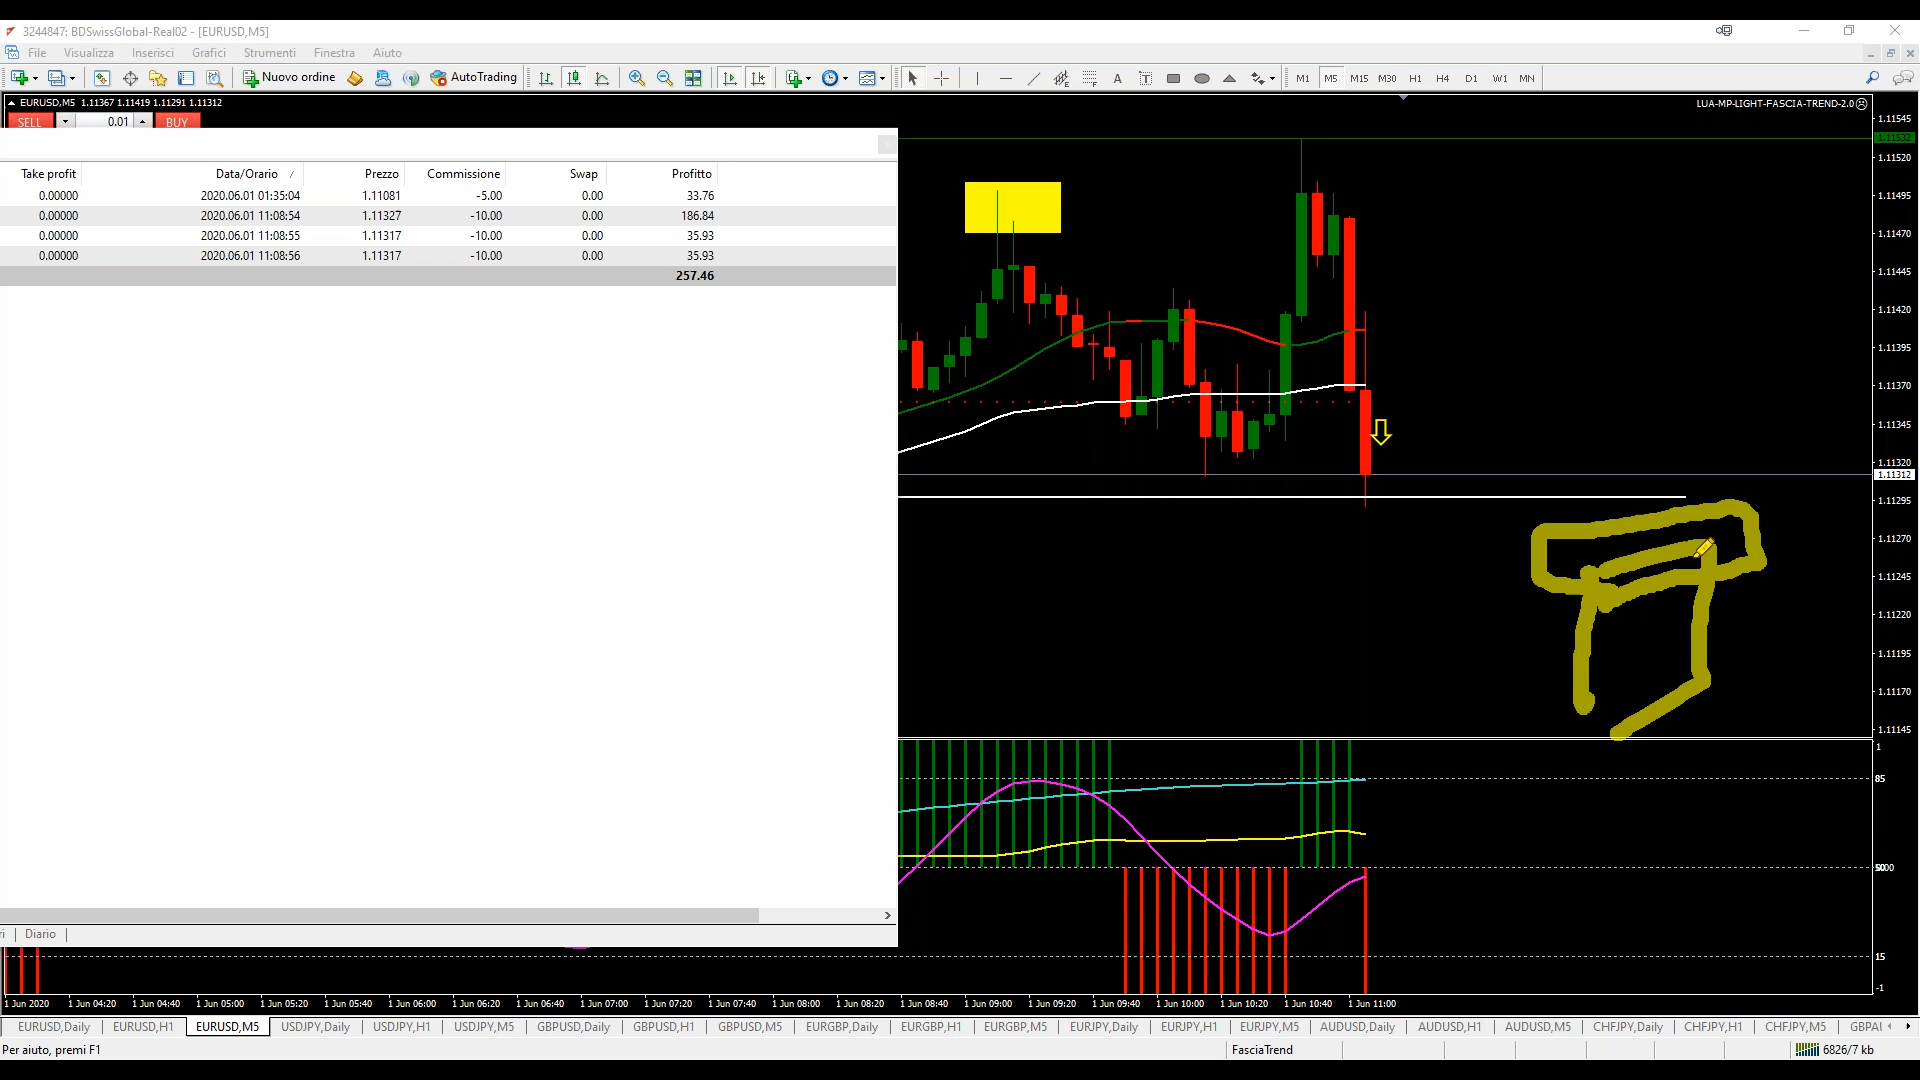 3244847: BDSwissGlobal-Real02 - [EURUSD,M5]
File Visualizza Inserisci Grafici Strumenti Finestra Aiuto
Nuovo ordine AutoTrading A T M1 M5 M15 M30 H1 H4 D1 W1 MN
EURUSD,M5 1.11367 1.11419 1.11291 1.11312
LUA-MP-LIGHT-FASCIA-TREND-2.0
SELL 0.01 BUY
Take profit Data/Orario / Prezzo Commissione Swap Profitto
0.00000 2020.06.01 01:35:04 1.11081 -5.00 0.00 33.76
0.00000 2020.06.01 11:08:54 1.11327 -10.00 0.00 186.84
0.00000 2020.06.01 11:08:55 1.11317 -10.00 0.00 35.93
0.00000 2020.06.01 11:08:56 1.11317 -10.00 0.00 35.93
257.46
1.11545
1.11532
1.11520
1.11495
1.11470
1.11445
1.11420
1.11395
1.11370
1.11345
1.11320
1.11312
1.11295
1.11270
1.11245
1.11220
1.11195
1.11170
1.11145
1
85
15
-1
Diario
1 Jun 2020 1 Jun 04:20 1 Jun 04:40 1 Jun 05:00 1 Jun 05:20 1 Jun 05:40 1 Jun 06:00 1 Jun 06:20 1 Jun 06:40 1 Jun 07:00 1 Jun 07:20 1 Jun 07:40 1 Jun 08:00 1 Jun 08:20 1 Jun 08:40 1 Jun 09:00 1 Jun 09:20 1 Jun 09:40 1 Jun 10:00 1 Jun 10:20 1 Jun 10:40 1 Jun 11:00
EURUSD,Daily EURUSD,H1 EURUSD,M5 USDJPY,Daily USDJPY,H1 USDJPY,M5 GBPUSD,Daily GBPUSD,H1 GBPUSD,M5 EURGBP,Daily EURGBP,H1 EURGBP,M5 EURJPY,Daily EURJPY,H1 EURJPY,M5 AUDUSD,Daily AUDUSD,H1 AUDUSD,M5 CHFJPY,Daily CHFJPY,H1 CHFJPY,M5
Per aiuto, premi F1 FasciaTrend 6826/7 kb